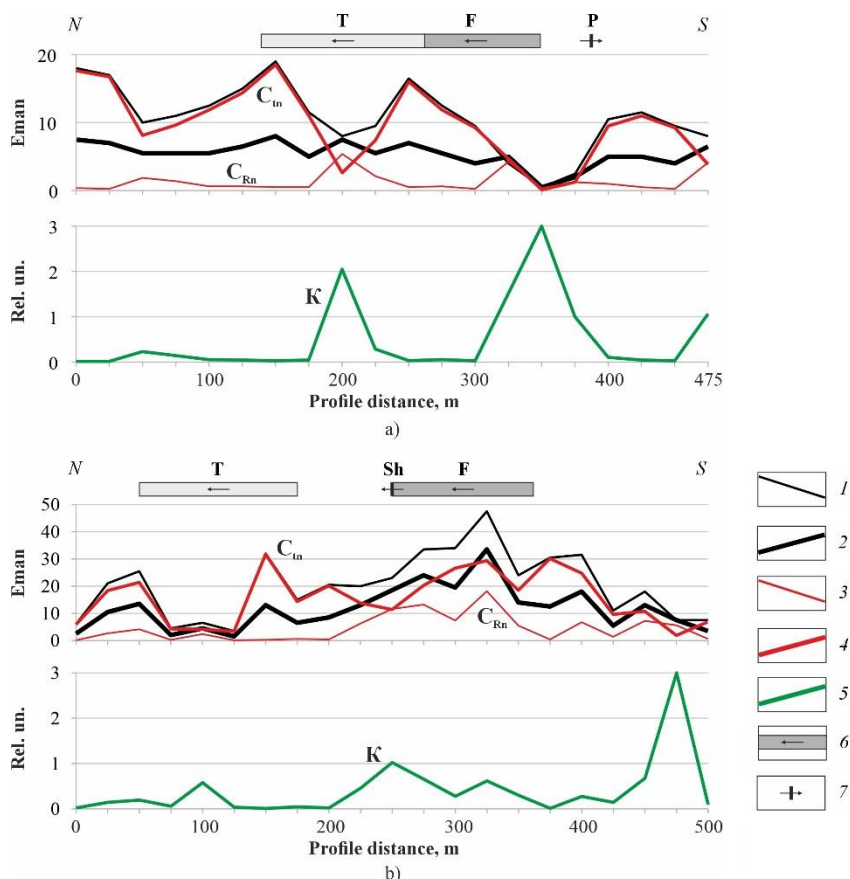 N T F P S
20
10
0
Eman
Ctn
CRn
3
2
1
0
Rel. un.
К
0 100 200 300 400 475
Profile distance, m
a)
N T Sh F S
50
40
30
20
10
0
Eman
Ctn
CRn
3
2
1
0
Rel. un.
К
0 100 200 300 400 500
Profile distance, m
b)
1
2
3
4
5
6
7